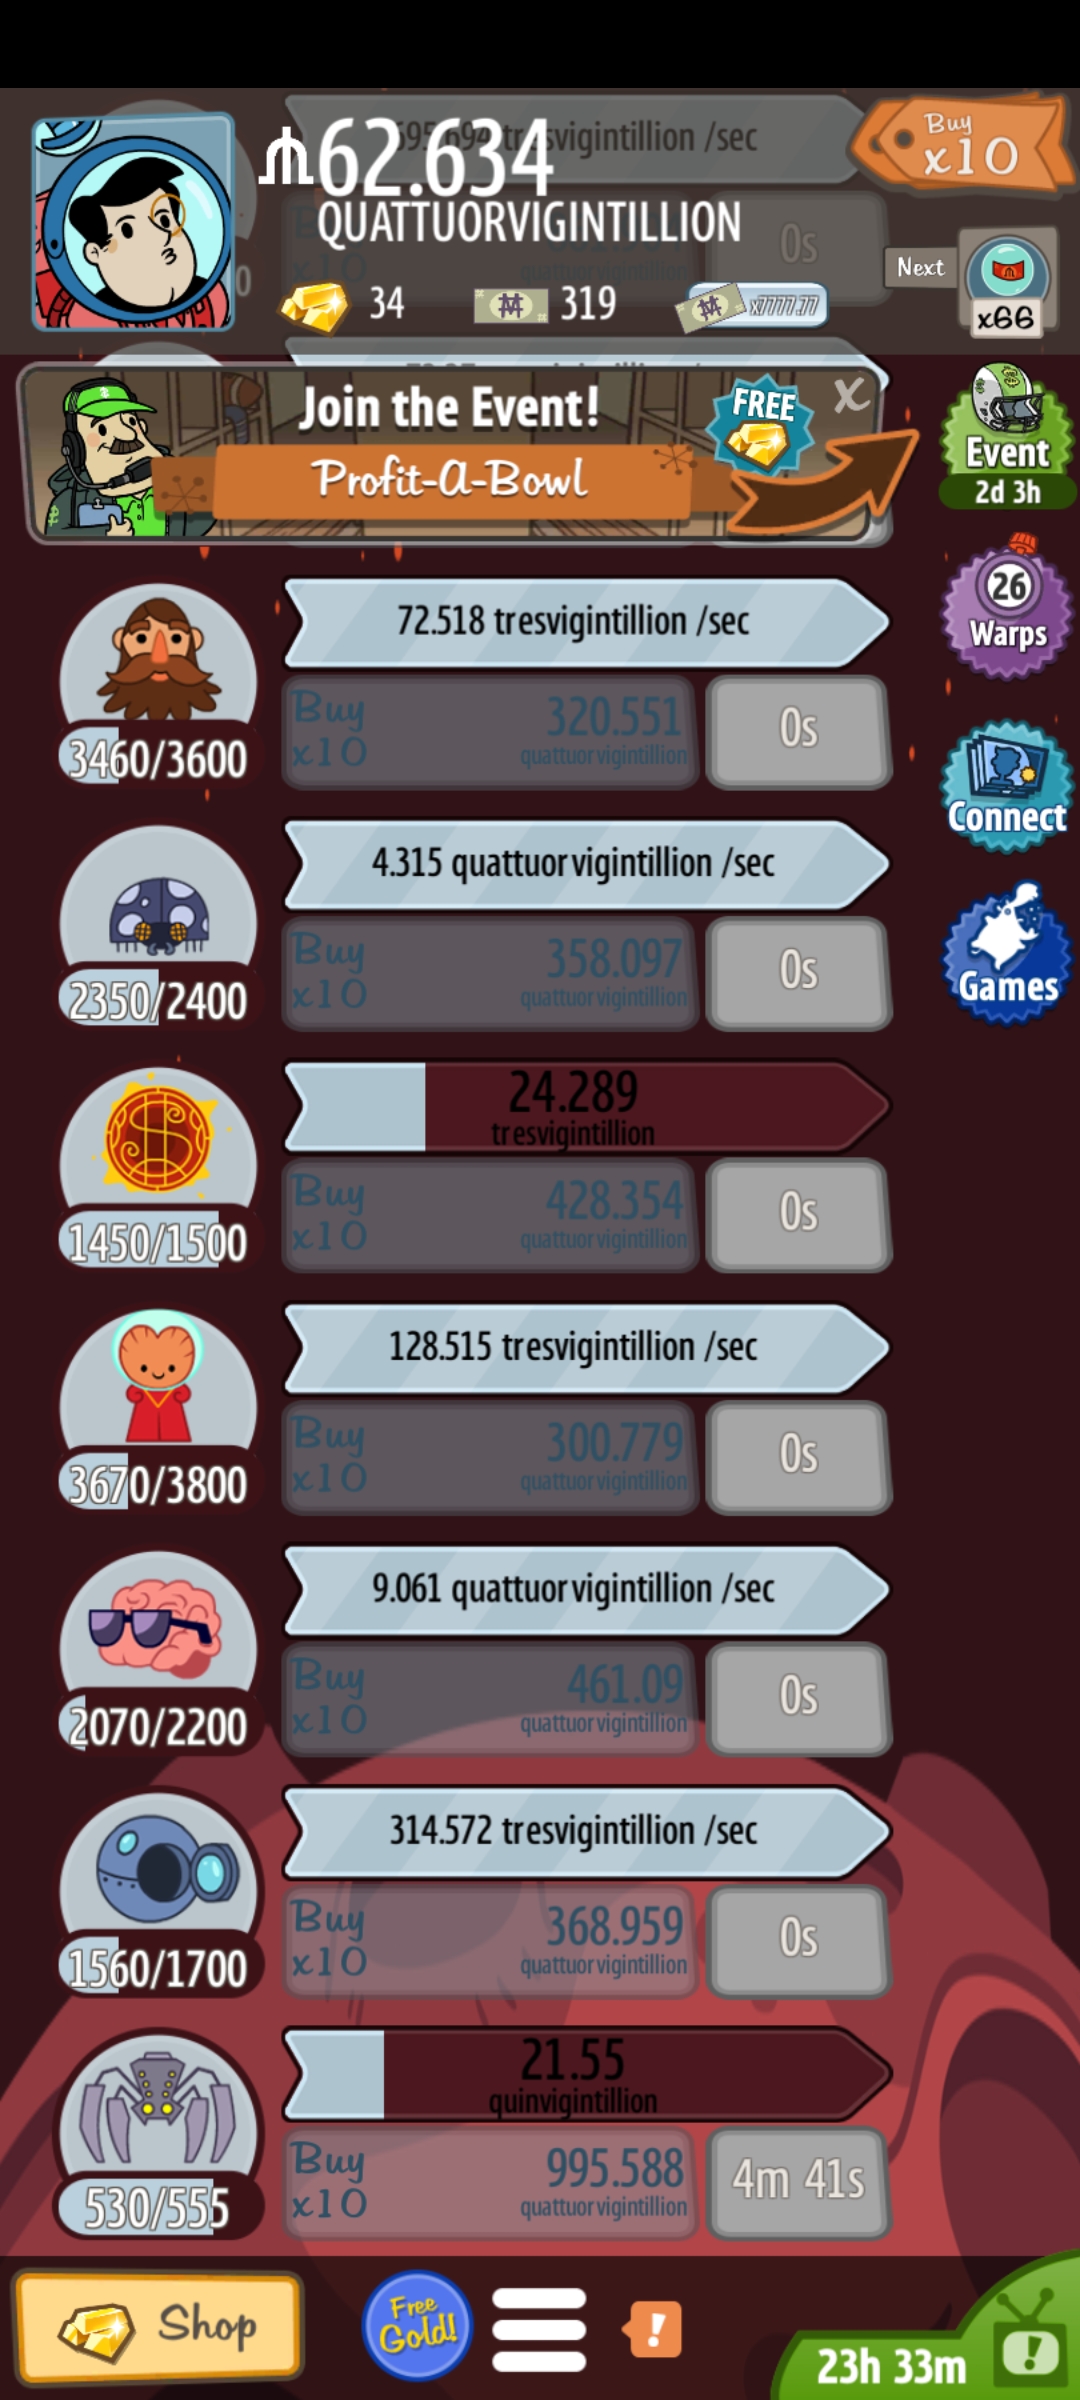 695.694 tresvigintillion /sec
₼62.634
QUATTUORVIGINTILLION
Buy
x10
0s
Next
x66
34
319
x7777.77
Join the Event!
Profit-A-Bowl
FREE
X
Event
2d 3h
72.518 tresvigintillion /sec
3460/3600
Buy
x10
320.551
quattuorvigintillion
0s
26
Warps
4.315 quattuorvigintillion /sec
2350/2400
Buy
x10
358.097
quattuorvigintillion
0s
Connect
Games
24.289
tresvigintillion
1450/1500
Buy
x10
428.354
quattuorvigintillion
0s
128.515 tresvigintillion /sec
3670/3800
Buy
x10
300.779
quattuorvigintillion
0s
9.061 quattuorvigintillion /sec
2070/2200
Buy
x10
461.09
quattuorvigintillion
0s
314.572 tresvigintillion /sec
1560/1700
Buy
x10
368.959
quattuorvigintillion
0s
21.55
quinvigintillion
530/555
Buy
x10
995.588
quattuorvigintillion
4m 41s
Shop
Free
Gold!
!
23h 33m
!